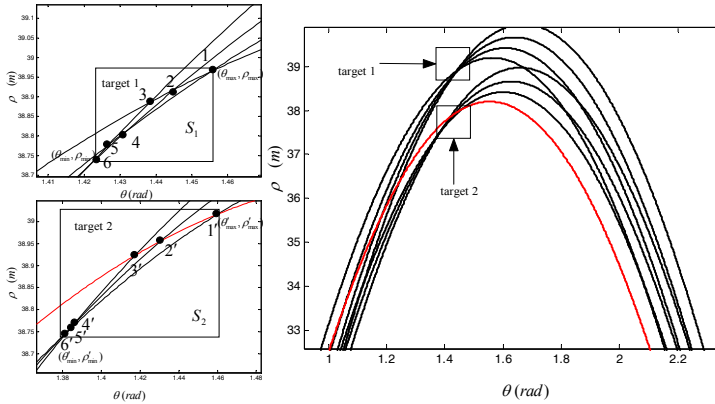 ρ (m)
39.1
39.05
39
38.95
38.9
38.85
38.8
38.75
38.7
target 1
1
2
3
4
5
6
(θmax, ρmax)
(θmin, ρmin)
S1
1.41 1.42 1.43 1.44 1.45 1.46
θ (rad)
ρ (m)
39
38.95
38.9
38.85
38.8
38.75
38.7
target 2
1′
2′
3′
4′
5′
6′
(θ′max, ρ′max)
(θ′min, ρ′min)
S2
1.38 1.4 1.42 1.44 1.46 1.48
θ (rad)
ρ (m)
39
38
37
36
35
34
33
target 1
target 2
1 1.2 1.4 1.6 1.8 2 2.2
θ (rad)